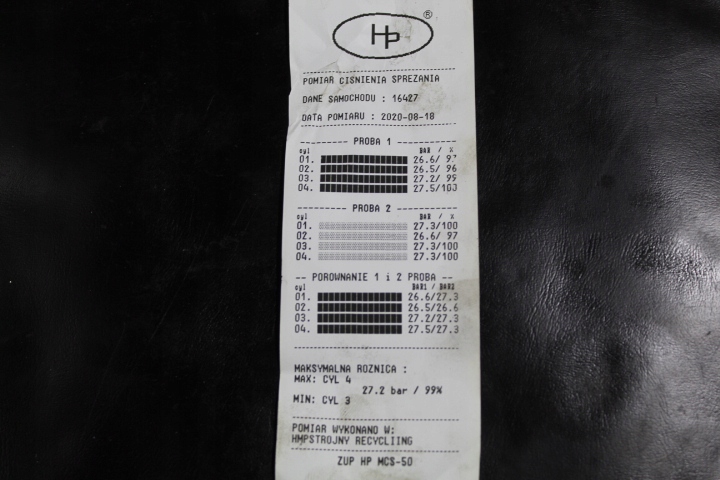 HP ®
POMIAR CIŚNIENIA SPREZANIA
DANE SAMOCHODU : 16427
DATA POMIARU : 2020-08-18
PROBA 1
cyl BAR / %
01. 26.6/ 97
02. 26.5/ 96
03. 27.2/ 99
04. 27.5/100
PROBA 2
cyl BAR / %
01. 27.3/100
02. 26.6/ 97
03. 27.3/100
04. 27.3/100
-- POROWNANIE 1 i 2 PROBA --
cyl BAR1 / BAR2
01. 26.6/27.3
02. 26.5/26.6
03. 27.2/27.3
04. 27.5/27.3
MAKSYMALNA ROZNICA :
MAX: CYL 4
27.2 bar / 99%
MIN: CYL 3
POMIAR WYKONANO W:
HMPSTROJNY RECYCLIING
ZUP HP MCS-50